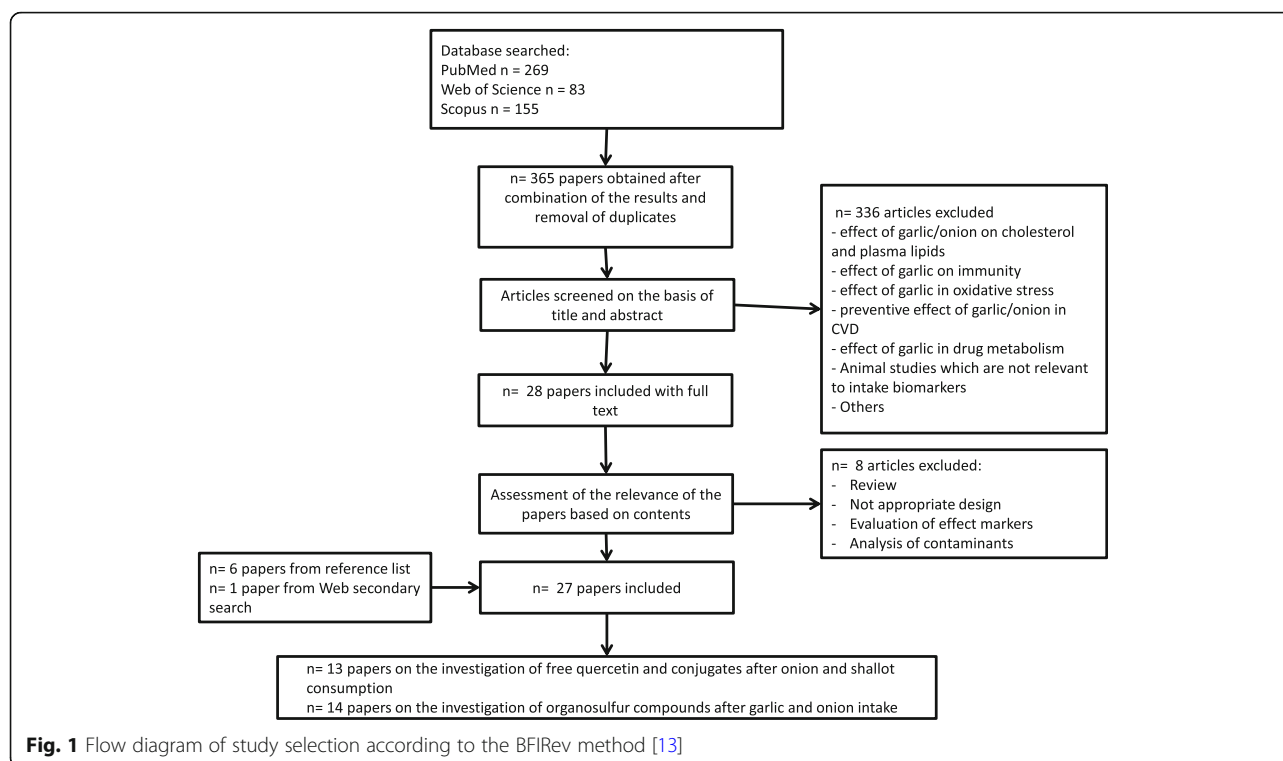 Database searched:
PubMed n = 269
Web of Science n = 83
Scopus n = 155
n= 365 papers obtained after
combination of the results and
removal of duplicates
n= 336 articles excluded
- effect of garlic/onion on cholesterol
and plasma lipids
- effect of garlic on immunity
- effect of garlic in oxidative stress
- preventive effect of garlic/onion in
CVD
- effect of garlic in drug metabolism
- Animal studies which are not relevant
to intake biomarkers
- Others
Articles screened on the basis of
title and abstract
n= 28 papers included with full
text
n= 8 articles excluded:
- Review
- Not appropriate design
- Evaluation of effect markers
- Analysis of contaminants
Assessment of the relevance of the
papers based on contents
n= 6 papers from reference list
n= 1 paper from Web secondary
search
n= 27 papers included
n= 13 papers on the investigation of free quercetin and conjugates after onion and shallot
consumption
n= 14 papers on the investigation of organosulfur compounds after garlic and onion intake
Fig. 1 Flow diagram of study selection according to the BFIRev method [13]